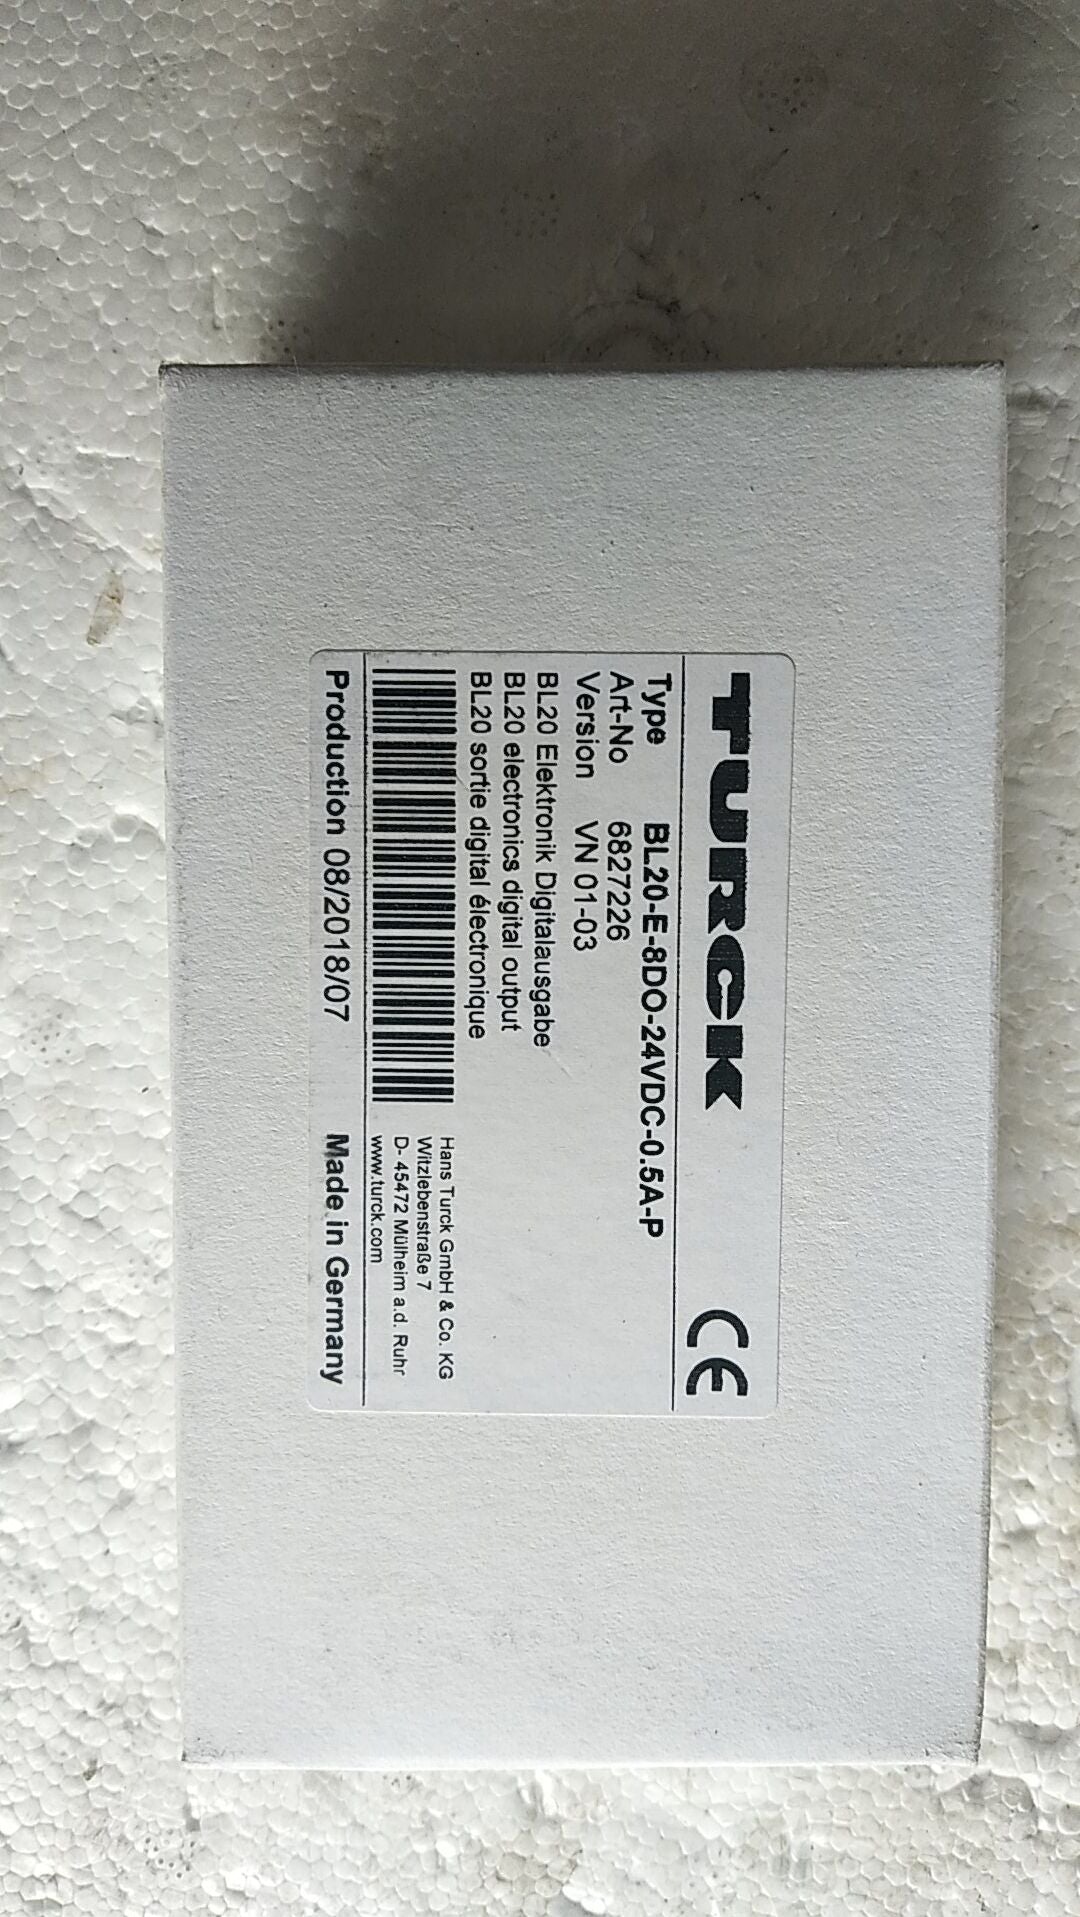 TURCK CE
Type BL20-E-8DO-24VDC-0.5A-P
Art-No 6827226
Version VN 01-03
BL20 Elektronik Digitalausgabe
BL20 electronics digital output
BL20 sortie digital électronique
Hans Turck GmbH & Co. KG
Witzlebenstraße 7
D- 45472 Mülheim a.d. Ruhr
www.turck.com
Production 08/2018/07 Made in Germany